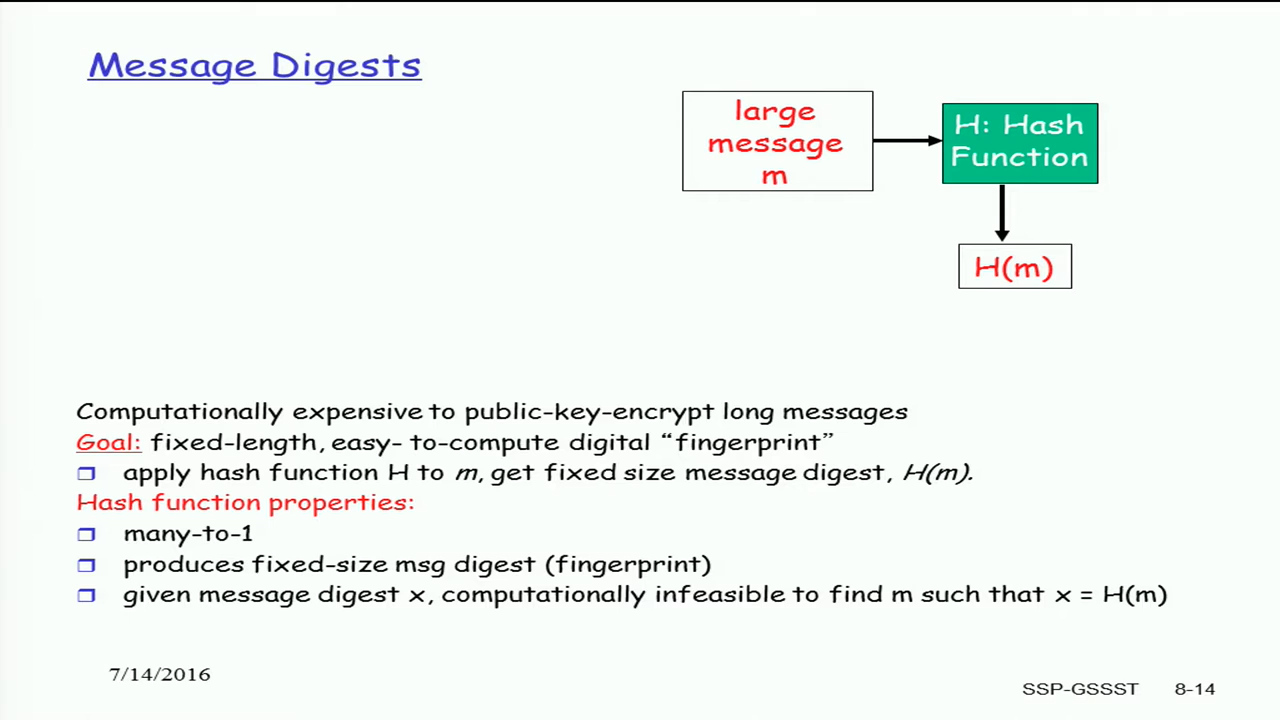 Message Digests
large
message
m
H: Hash
Function
H(m)
Computationally expensive to public-key-encrypt long messages
Goal: fixed-length, easy- to-compute digital “fingerprint”
❒ apply hash function H to m, get fixed size message digest, H(m).
Hash function properties:
❒ many-to-1
❒ produces fixed-size msg digest (fingerprint)
❒ given message digest x, computationally infeasible to find m such that x = H(m)
7/14/2016
SSP-GSSST 8-14